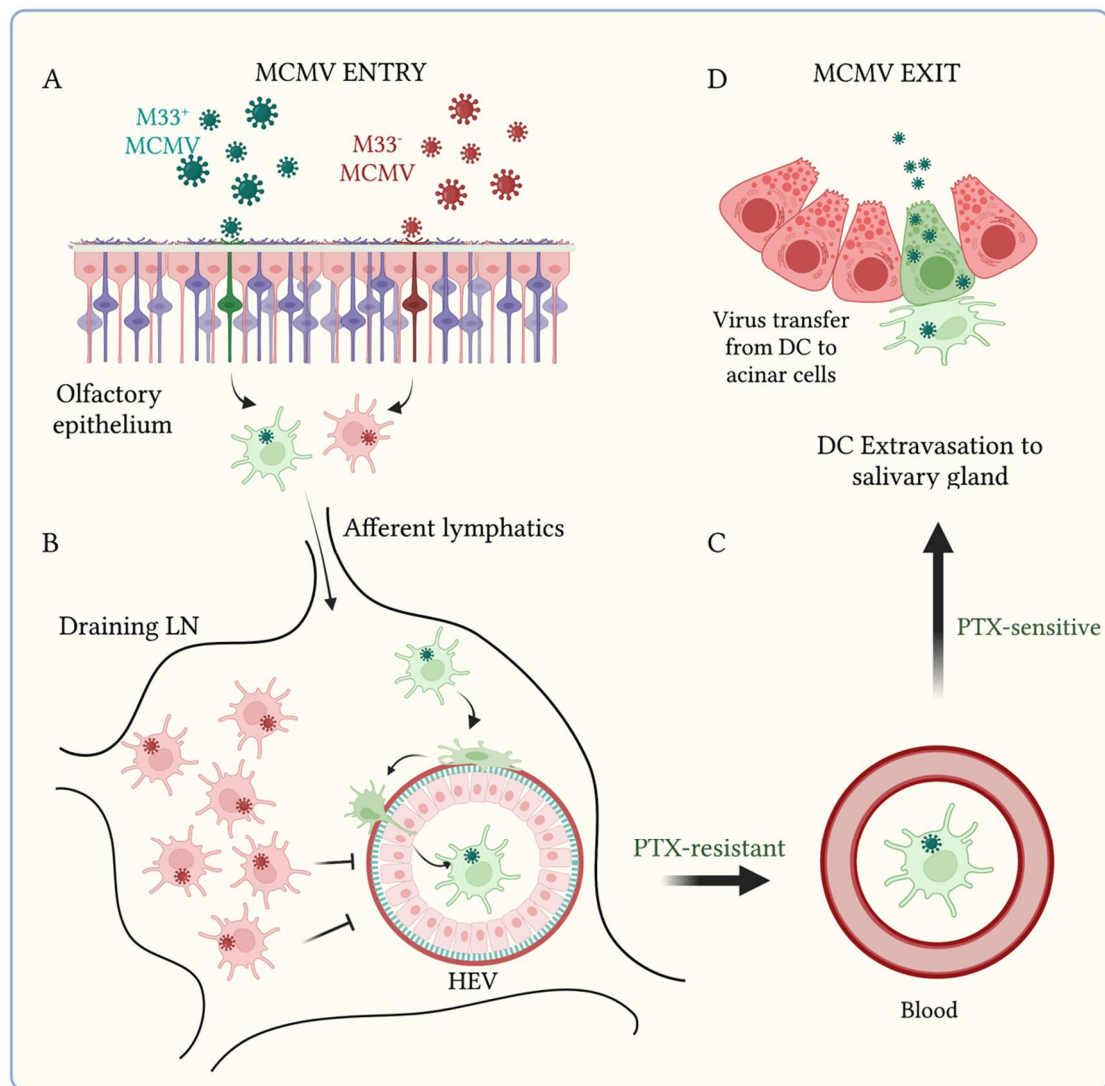 A
MCMV ENTRY
M33⁺
MCMV
M33⁻
MCMV
Olfactory
epithelium
D
MCMV EXIT
Virus transfer
from DC to
acinar cells
DC Extravasation to
salivary gland
B
Afferent lymphatics
Draining LN
HEV
PTX-resistant
C
PTX-sensitive
Blood